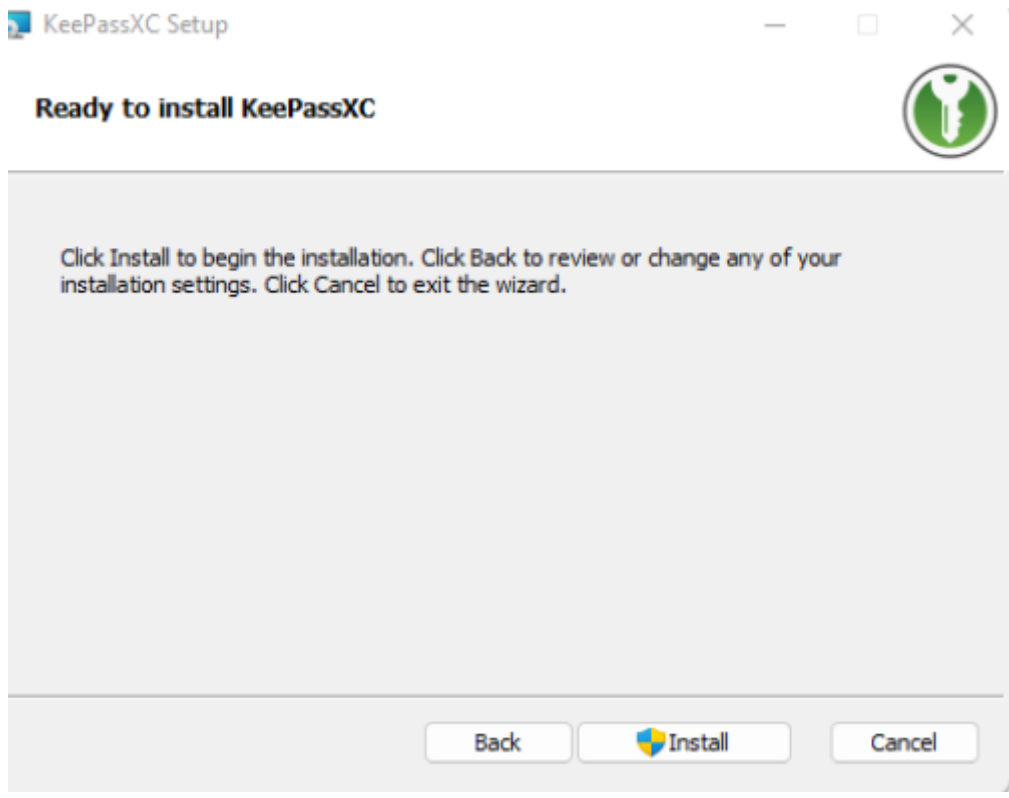 KeePassXC Setup
Ready to install KeePassXC
Click Install to begin the installation. Click Back to review or change any of your
installation settings. Click Cancel to exit the wizard.
Back
Install
Cancel